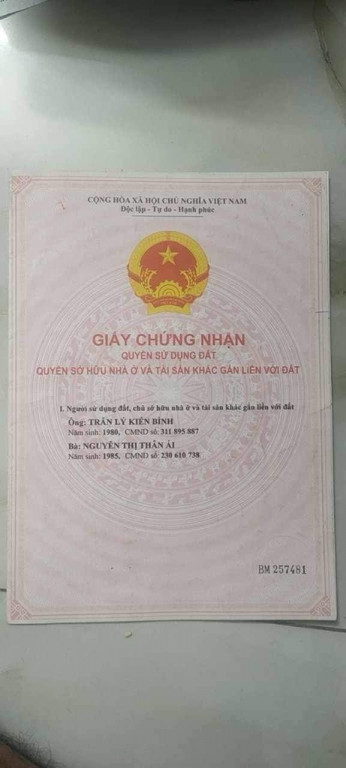 CỘNG HÒA XÃ HỘI CHỦ NGHĨA VIỆT NAM
Độc lập - Tự do - Hạnh phúc
GIẤY CHỨNG NHẬN
QUYỀN SỬ DỤNG ĐẤT
QUYỀN SỞ HỮU NHÀ Ở VÀ TÀI SẢN KHÁC GẮN LIỀN VỚI ĐẤT
I. Người sử dụng đất, chủ sở hữu nhà ở và tài sản khác gắn liền với đất
Ông: TRẦN LÝ KIẾN BÌNH
Năm sinh: 1980, CMND số: 311 895 887
Bà: NGUYỄN THỊ THÂN ÁI
Năm sinh: 1985, CMND số: 230 610 738
BM 257481